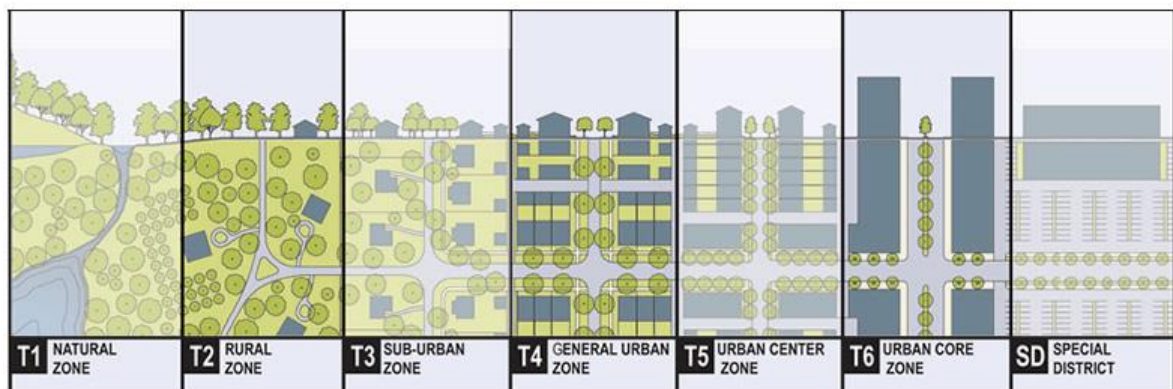 T1 NATURAL
ZONE
T2 RURAL
ZONE
T3 SUB-URBAN
ZONE
T4 GENERAL URBAN
ZONE
T5 URBAN CENTER
ZONE
T6 URBAN CORE
ZONE
SD SPECIAL
DISTRICT